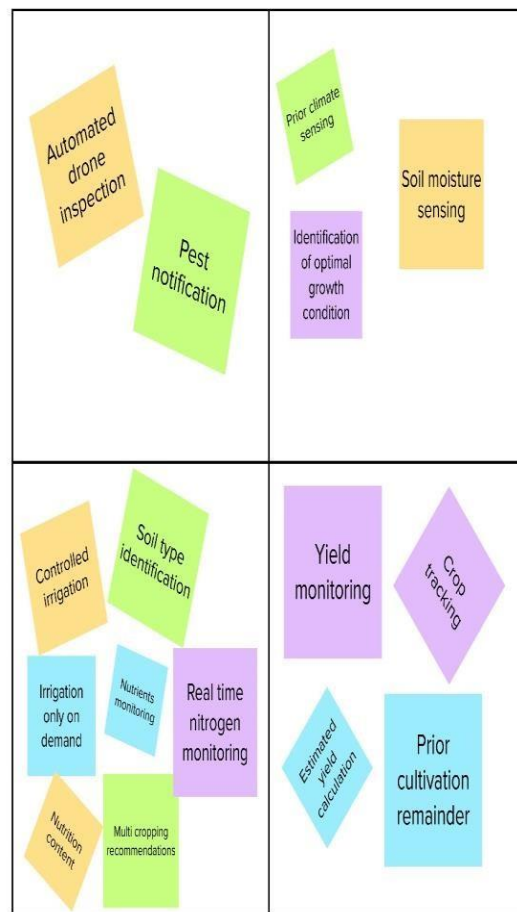 Automated
drone
inspection
Pest
notification
Prior climate
sensing
Soil moisture
sensing
Identification
of optimal
growth
condition
Controlled
irrigation
Soil type
identification
Irrigation
only on
demand
Nutrients
monitoring
Real time
nitrogen
monitoring
Nutrition
content
Multi cropping
recommendations
Yield
monitoring
Crop
tracking
Estimated
yield
calculation
Prior
cultivation
remainder